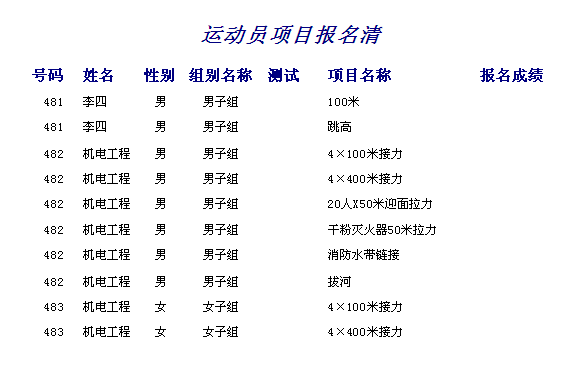 运动员项目报名清
号码 姓名 性别 组别名称 测试 项目名称 报名成绩
481 李四 男 男子组 100米
481 李四 男 男子组 跳高
482 机电工程 男 男子组 4×100米接力
482 机电工程 男 男子组 4×400米接力
482 机电工程 男 男子组 20人X50米迎面拉力
482 机电工程 男 男子组 干粉灭火器50米拉力
482 机电工程 男 男子组 消防水带链接
482 机电工程 男 男子组 拔河
483 机电工程 女 女子组 4×100米接力
483 机电工程 女 女子组 4×400米接力